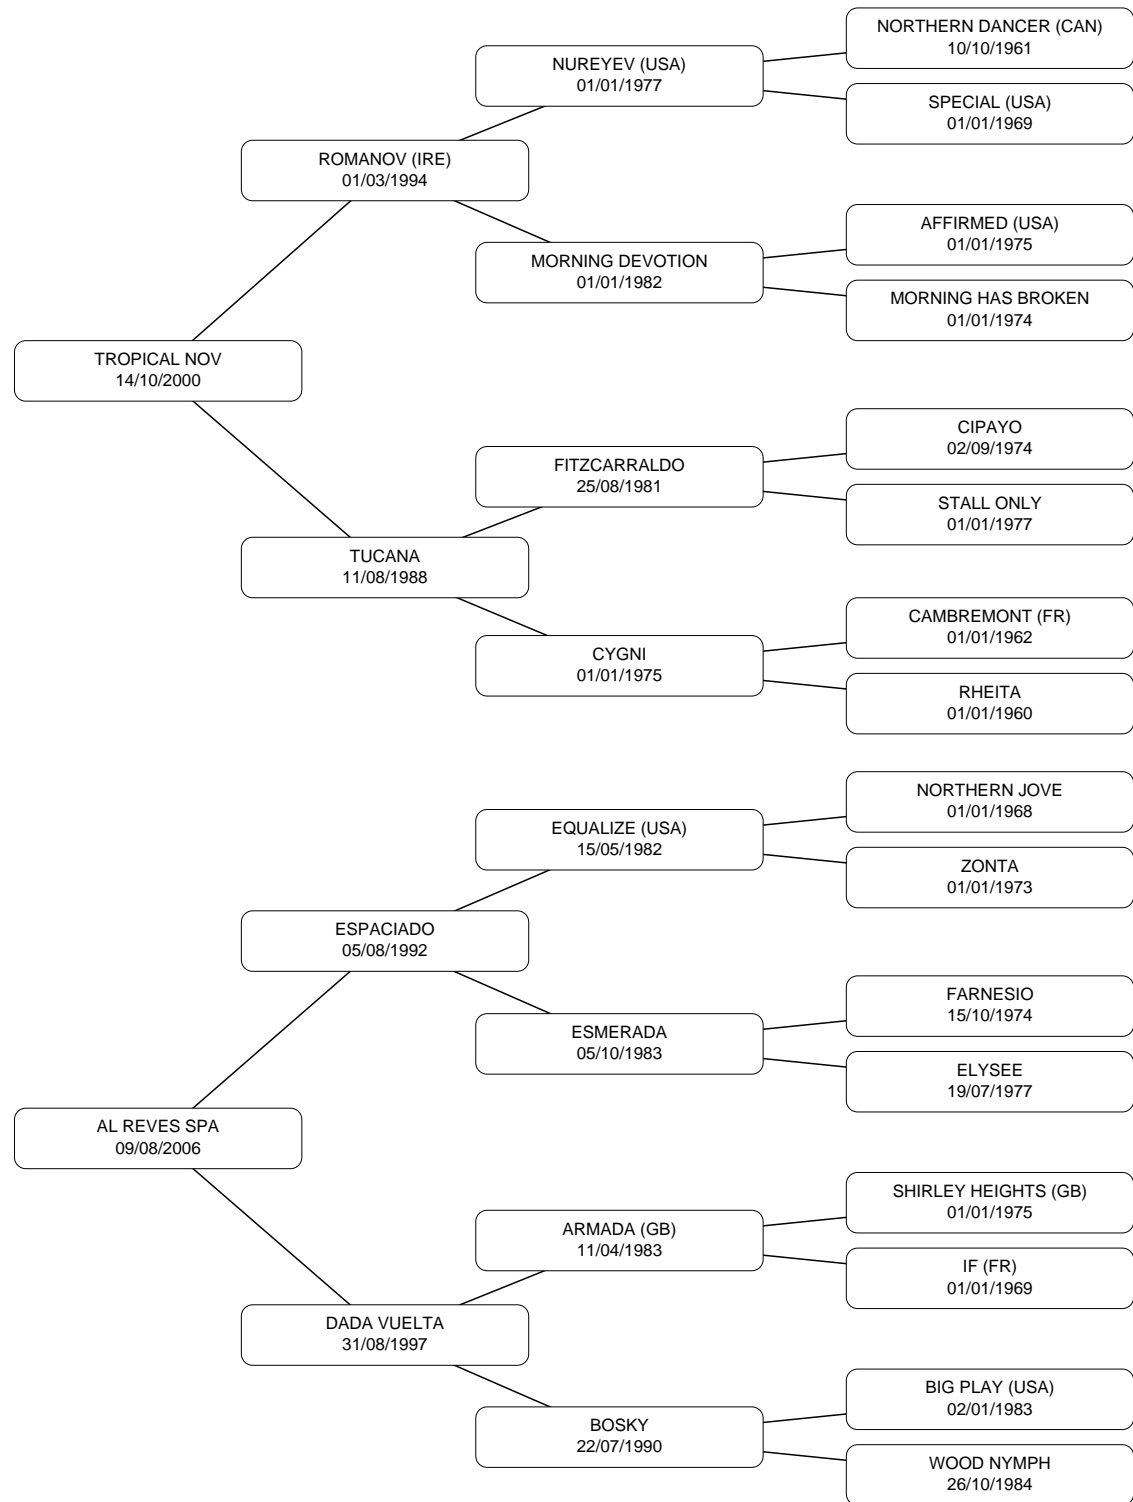 NORTHERN DANCER (CAN)
10/10/1961
NUREYEV (USA)
01/01/1977
SPECIAL (USA)
01/01/1969
ROMANOV (IRE)
01/03/1994
AFFIRMED (USA)
01/01/1975
MORNING DEVOTION
01/01/1982
MORNING HAS BROKEN
01/01/1974
TROPICAL NOV
14/10/2000
CIPAYO
02/09/1974
FITZCARRALDO
25/08/1981
STALL ONLY
01/01/1977
TUCANA
11/08/1988
CAMBREMONT (FR)
01/01/1962
CYGNI
01/01/1975
RHEITA
01/01/1960
NORTHERN JOVE
01/01/1968
EQUALIZE (USA)
15/05/1982
ZONTA
01/01/1973
ESPACIADO
05/08/1992
FARNESIO
15/10/1974
ESMERADA
05/10/1983
ELYSEE
19/07/1977
AL REVES SPA
09/08/2006
SHIRLEY HEIGHTS (GB)
01/01/1975
ARMADA (GB)
11/04/1983
IF (FR)
01/01/1969
DADA VUELTA
31/08/1997
BIG PLAY (USA)
02/01/1983
BOSKY
22/07/1990
WOOD NYMPH
26/10/1984